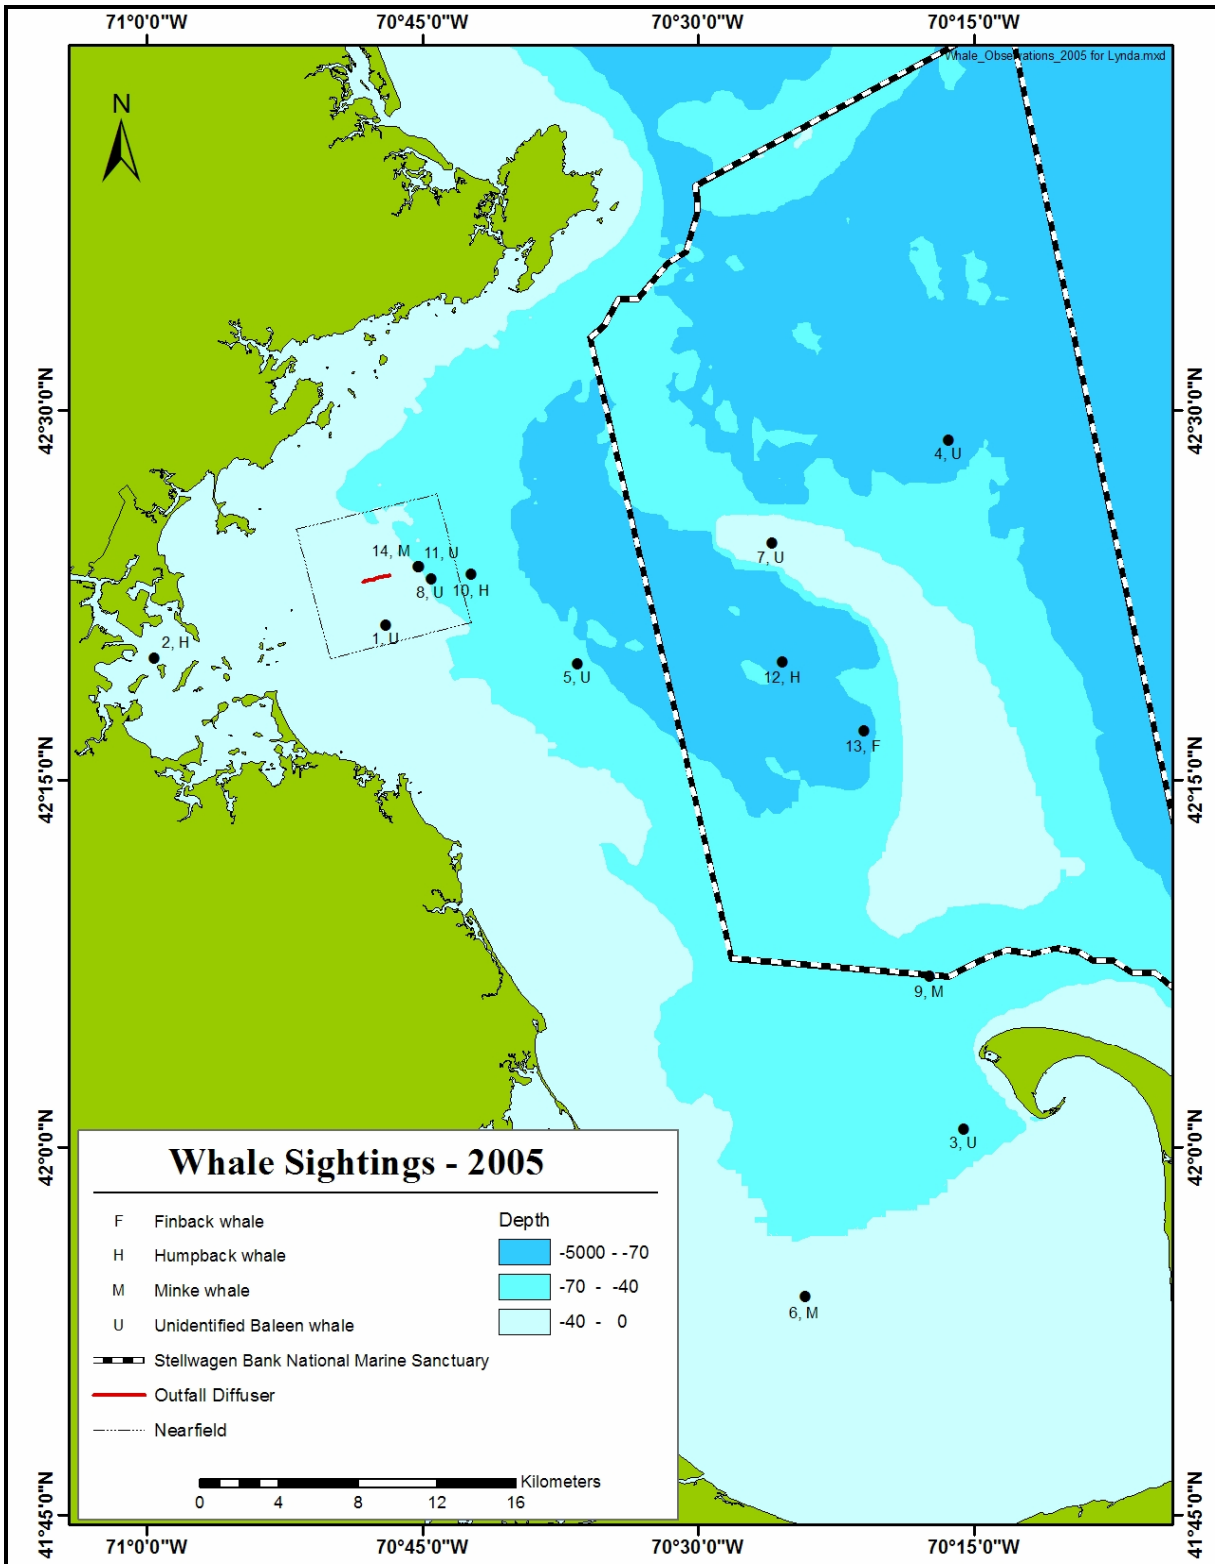 71°0'0"W 70°45'0"W 70°30'0"W 70°15'0"W
Whale_Observations_2005 for Lynda.mxd
N
42°30'0"N 42°30'0"N
4, U
7, U
14, M 11, U
8, U 10, H
1, U
2, H
5, U
12, H
13, F
42°15'0"N 42°15'0"N
9, M
3, U
42°0'0"N 42°0'0"N
6, M
Whale Sightings - 2005
F Finback whale
H Humpback whale
M Minke whale
U Unidentified Baleen whale
Stellwagen Bank National Marine Sanctuary
Outfall Diffuser
Nearfield
Depth
-5000 - -70
-70 - -40
-40 - 0
Kilometers
0 4 8 12 16
41°45'0"N 41°45'0"N
71°0'0"W 70°45'0"W 70°30'0"W 70°15'0"W